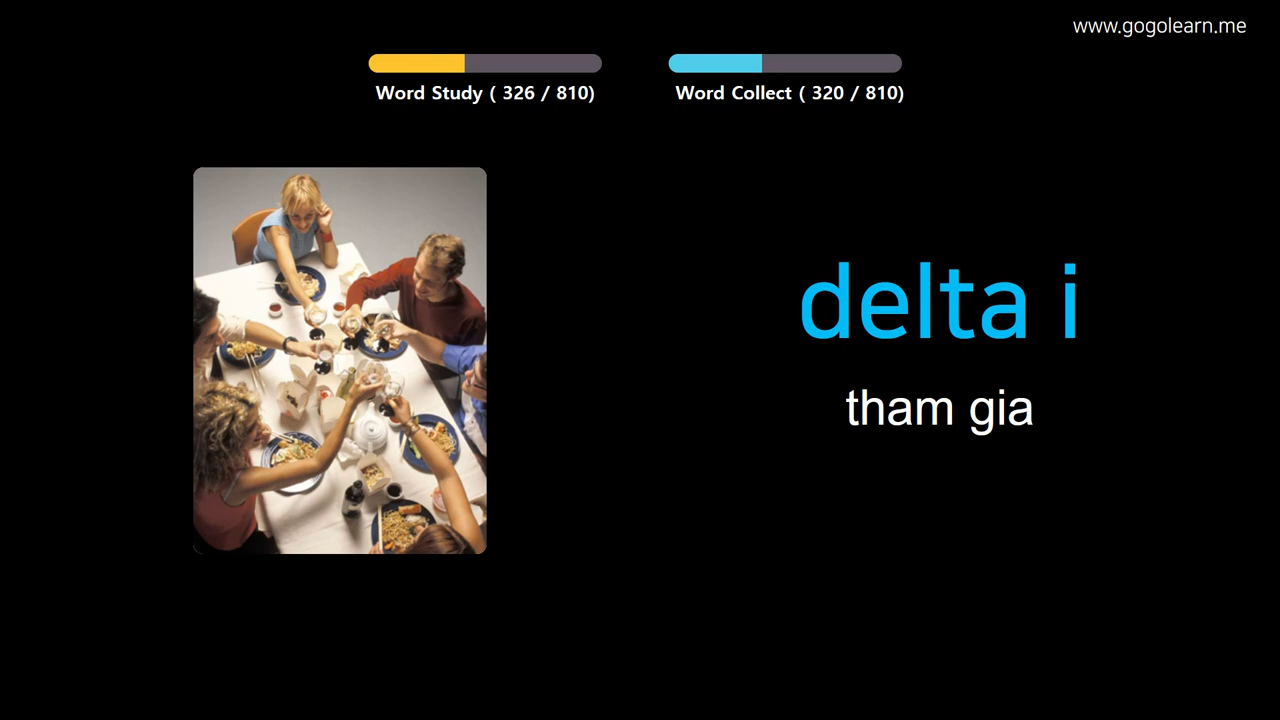 www.gogolearn.me
Word Study ( 326 / 810)
Word Collect ( 320 / 810)
delta i
tham gia